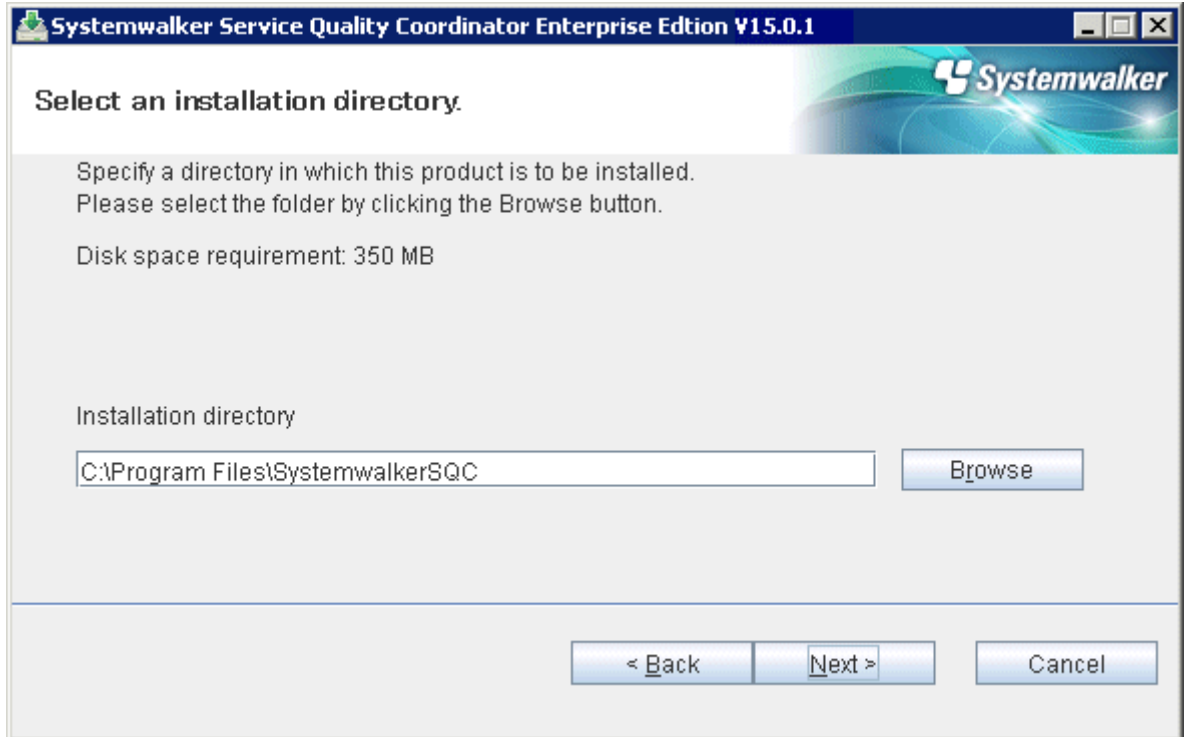 Systemwalker Service Quality Coordinator Enterprise Edtion V15.0.1
Systemwalker
Select an installation directory.
Specify a directory in which this product is to be installed.
Please select the folder by clicking the Browse button.
Disk space requirement: 350 MB
Installation directory
C:\Program Files\SystemwalkerSQC
Browse
< Back
Next >
Cancel